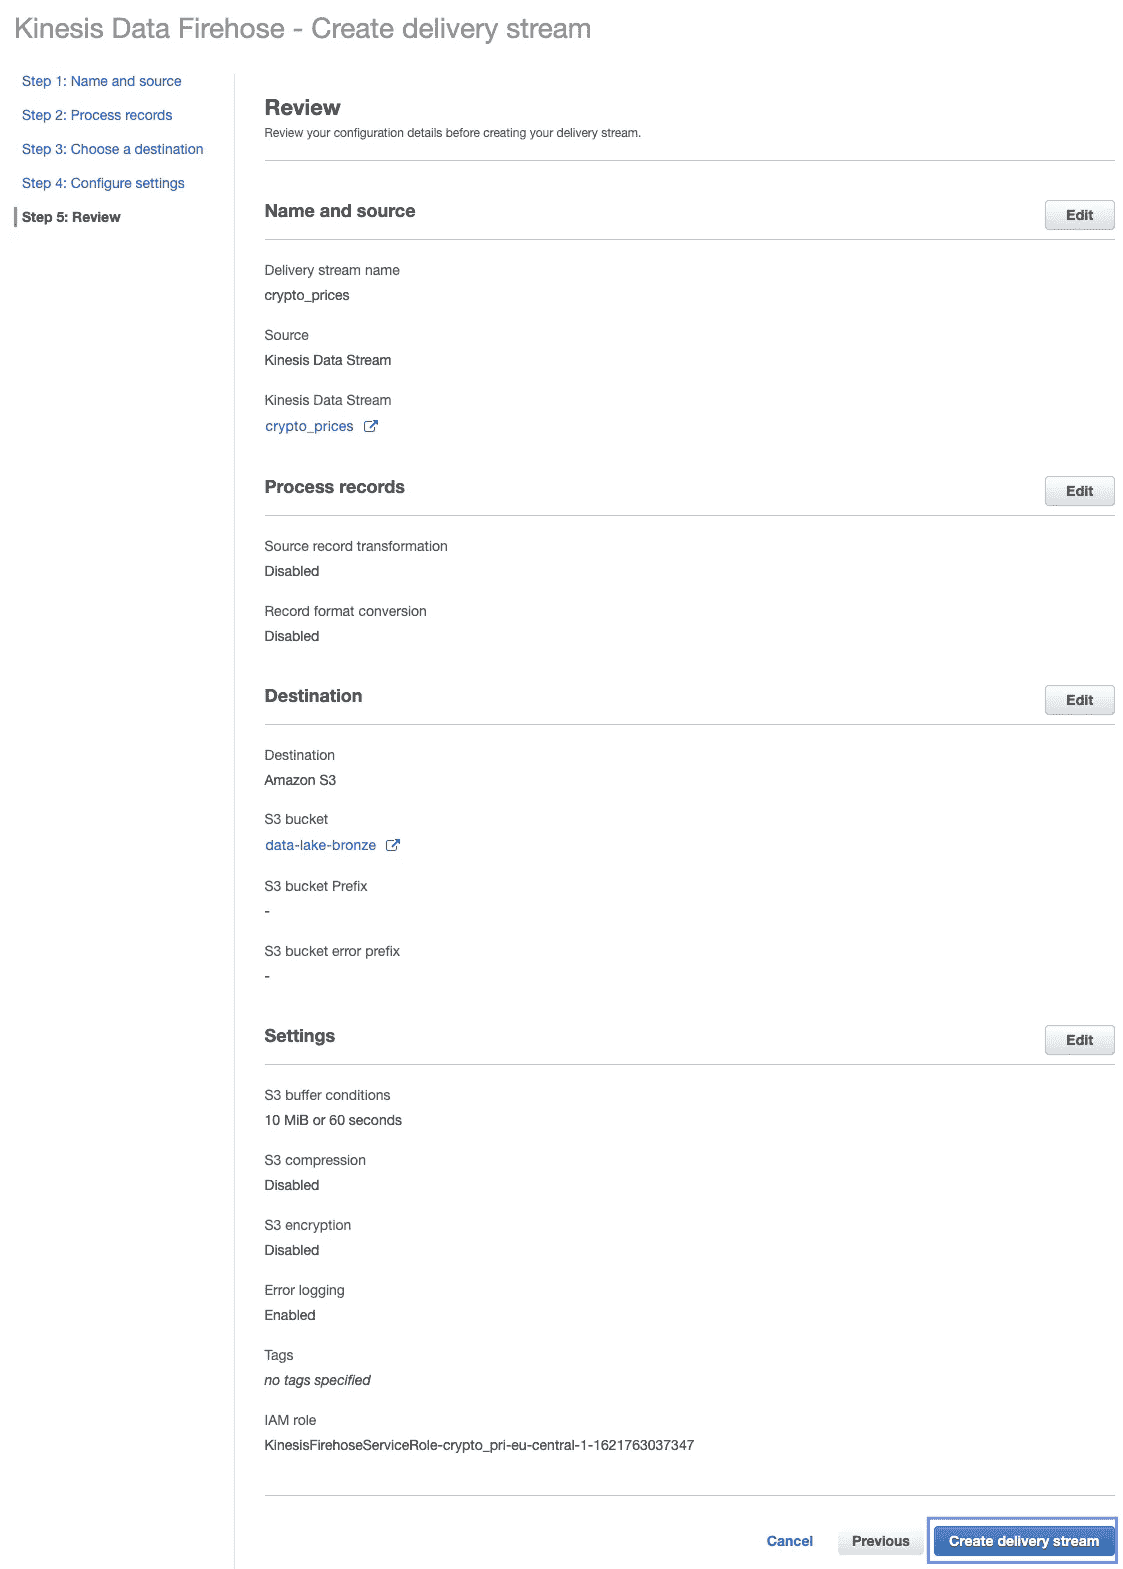 Kinesis Data Firehose - Create delivery stream
Step 1: Name and source
Step 2: Process records
Step 3: Choose a destination
Step 4: Configure settings
Step 5: Review
Review
Review your configuration details before creating your delivery stream.
Name and source
Edit
Delivery stream name
crypto_prices
Source
Kinesis Data Stream
Kinesis Data Stream
crypto_prices
Process records
Edit
Source record transformation
Disabled
Record format conversion
Disabled
Destination
Edit
Destination
Amazon S3
S3 bucket
data-lake-bronze
S3 bucket Prefix
-
S3 bucket error prefix
-
Settings
Edit
S3 buffer conditions
10 MiB or 60 seconds
S3 compression
Disabled
S3 encryption
Disabled
Error logging
Enabled
Tags
no tags specified
IAM role
KinesisFirehoseServiceRole-crypto_pri-eu-central-1-1621763037347
Cancel
Previous
Create delivery stream